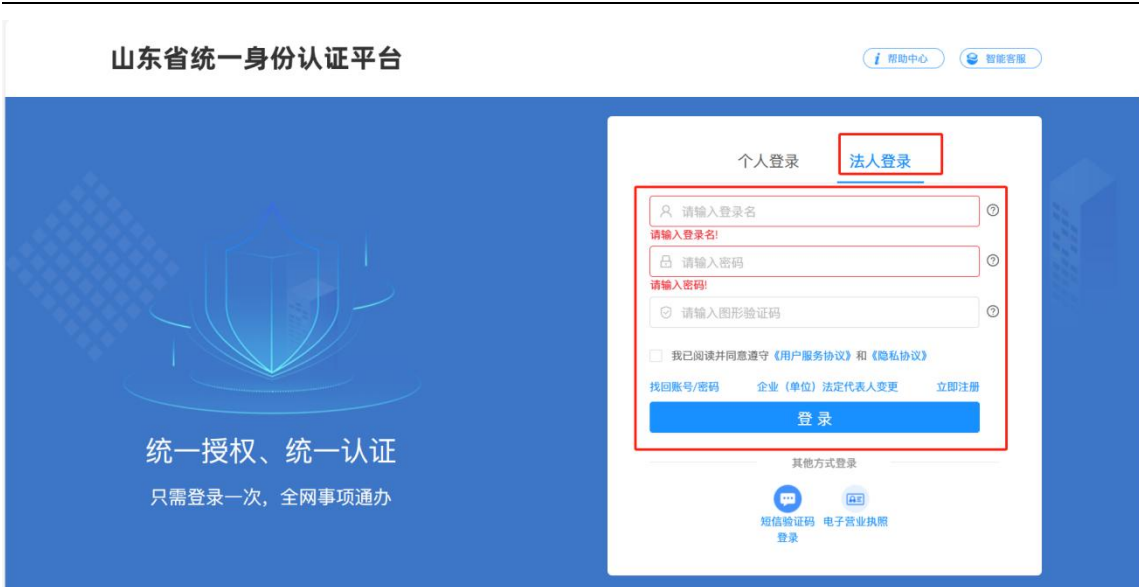 山东省统一身份认证平台
帮助中心
智能客服
个人登录
法人登录
请输入登录名
请输入登录名!
请输入密码
请输入密码!
请输入图形验证码
我已阅读并同意遵守《用户服务协议》和《隐私协议》
找回账号/密码
企业（单位）法定代表人变更
立即注册
登 录
其他方式登录
短信验证码
登录
电子营业执照
统一授权、统一认证
只需登录一次，全网事项通办